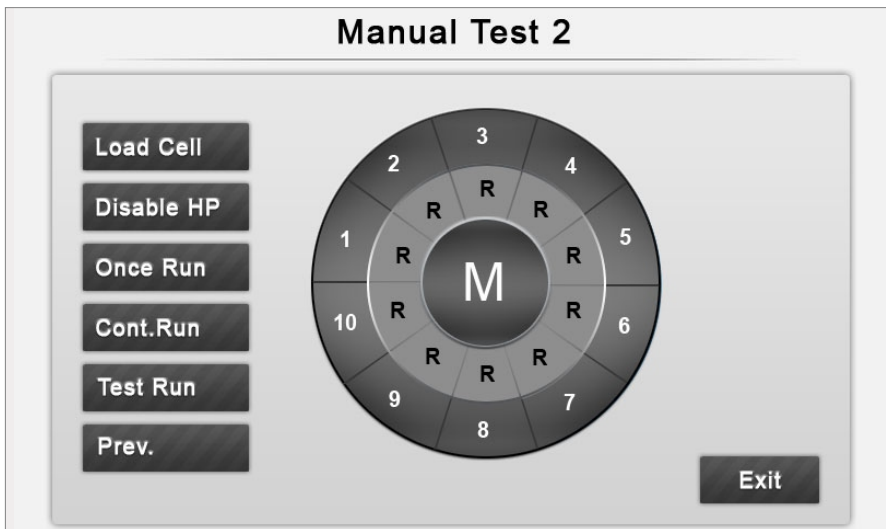 Manual Test 2
Load Cell
Disable HP
Once Run
Cont.Run
Test Run
Prev.
3
2
4
1
5
10
6
9
7
8
R
R
R
R
R
R
R
R
R
R
M
Exit